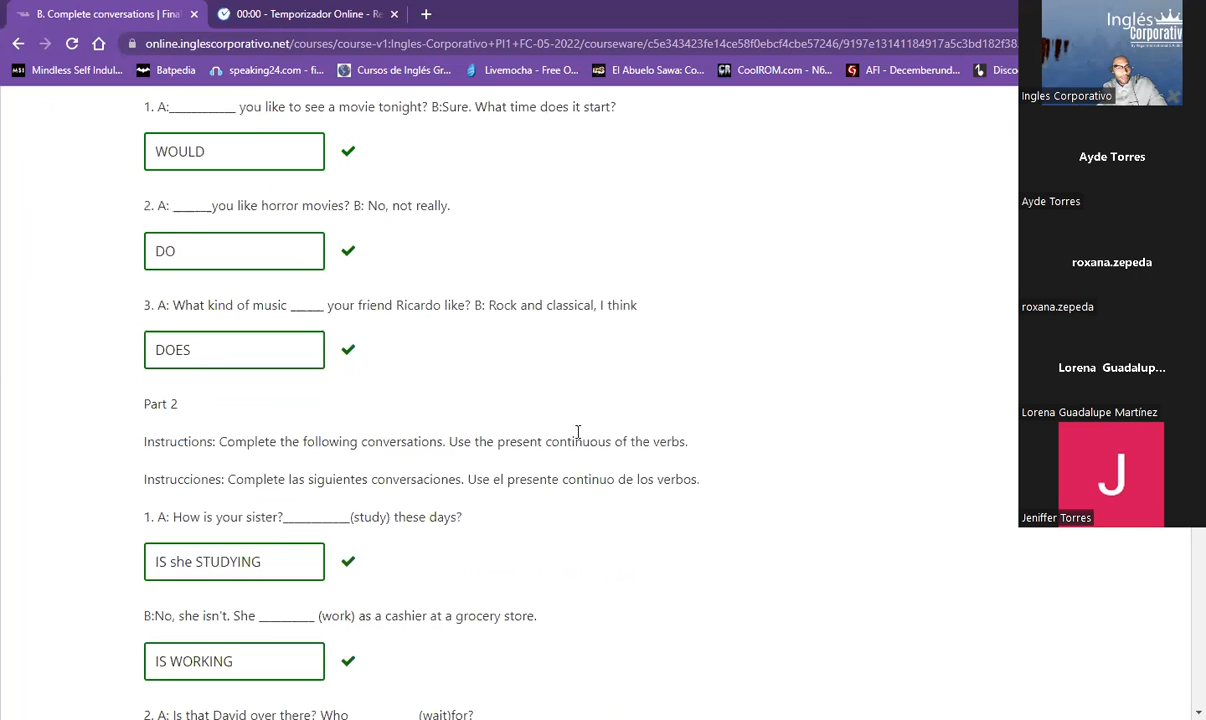 B. Complete conversations | Fina
00:00 - Temporizador Online - Re
online.inglescorporativo.net/courses/course-v1:Ingles-Corporativo+PI1+FC-05-2022/courseware/c5e343423fe14ce58f0ebcf4cbe57246/9197e13141184917a5c3bd182f38
Mindless Self Indul... Batpedia speaking24.com - fi... Cursos de Inglés Gr... Livemocha - Free O... El Abuelo Sawa: Co... CoolROM.com - N6... AFI - Decemberund... Disco
1. A:___________ you like to see a movie tonight? B:Sure. What time does it start?
WOULD
2. A: ______you like horror movies? B: No, not really.
DO
3. A: What kind of music _____ your friend Ricardo like? B: Rock and classical, I think
DOES
Part 2
Instructions: Complete the following conversations. Use the present continuous of the verbs.
Instrucciones: Complete las siguientes conversaciones. Use el presente continuo de los verbos.
1. A: How is your sister?___________(study) these days?
IS she STUDYING
B:No, she isn't. She _________ (work) as a cashier at a grocery store.
IS WORKING
2. A: Is that David over there? Who ___________ (wait)for?
Inglés
Corporativo
Ingles Corporativo
Ayde Torres
Ayde Torres
roxana.zepeda
roxana.zepeda
Lorena Guadalup...
Lorena Guadalupe Martínez
J
Jeniffer Torres